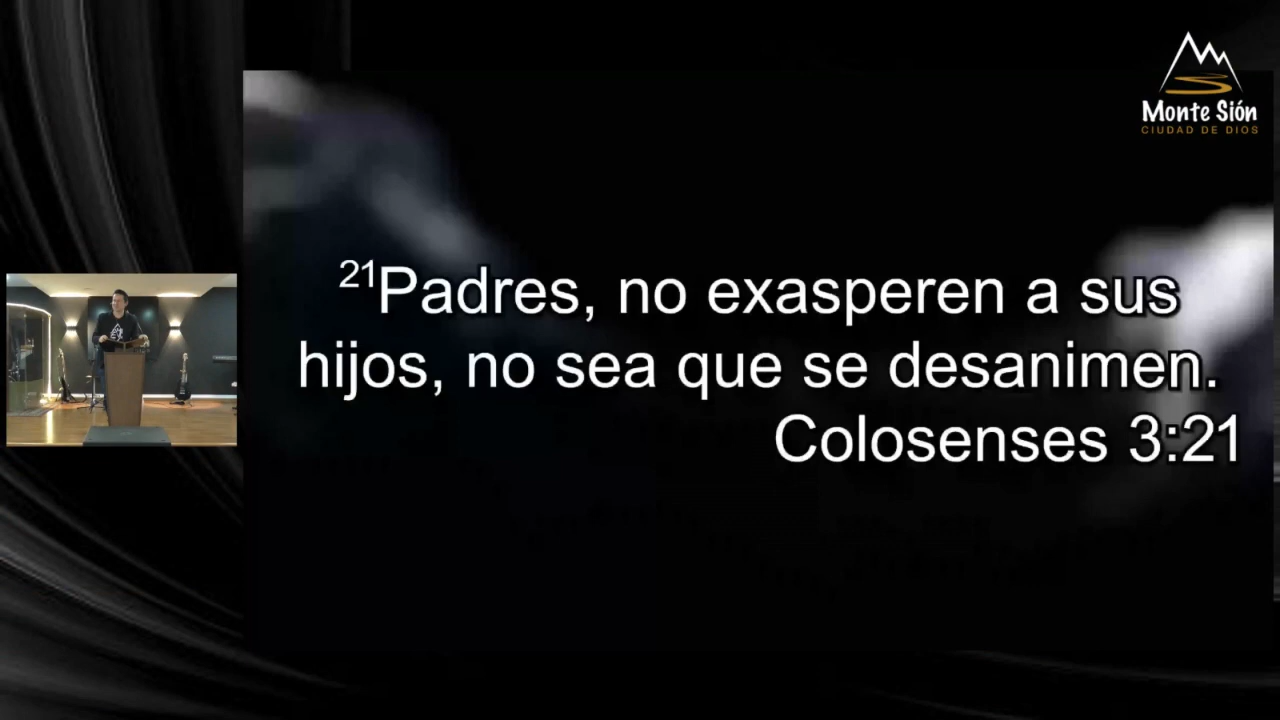 Monte Sión
CIUDAD DE DIOS
21Padres, no exasperen a sus
hijos, no sea que se desanimen.
Colosenses 3:21